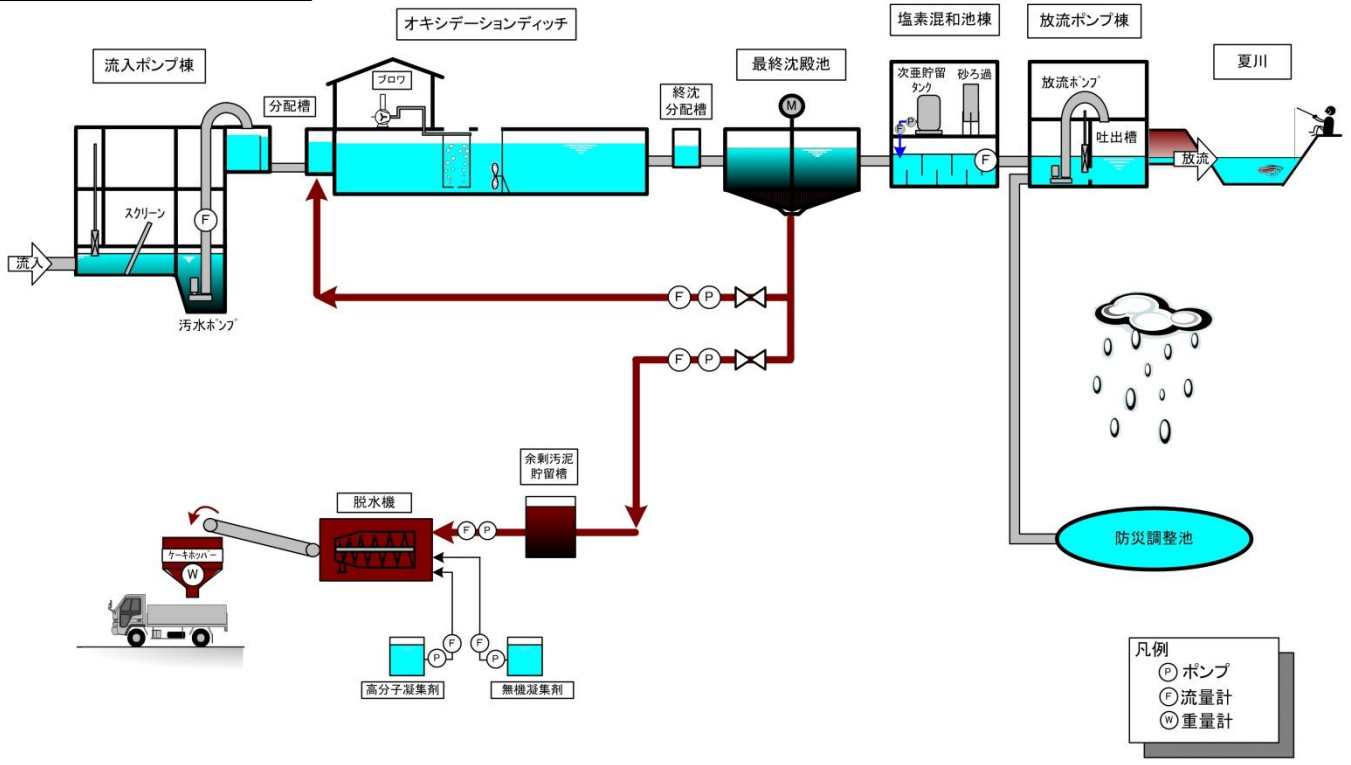 オキシデーションディッチ
塩素混和池棟
放流ポンプ棟
流入ポンプ棟
最終沈殿池
夏川
ブロワ
分配槽
終沈
分配槽
次亜貯留
タンク
砂ろ過
放流ポンプ
吐出槽
M
P
F
F
放流
スクリーン
F
流入
汚水ポンプ
F
P
F
P
余剰汚泥
貯留槽
脱水機
F
P
ケーキホッパー
W
防災調整池
P
F
F
P
高分子凝集剤
無機凝集剤
凡例
P ポンプ
F 流量計
W 重量計